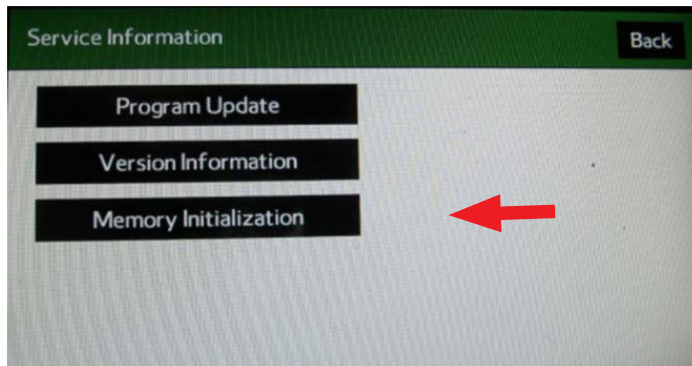 Service Information
Back
Program Update
Version Information
Memory Initialization